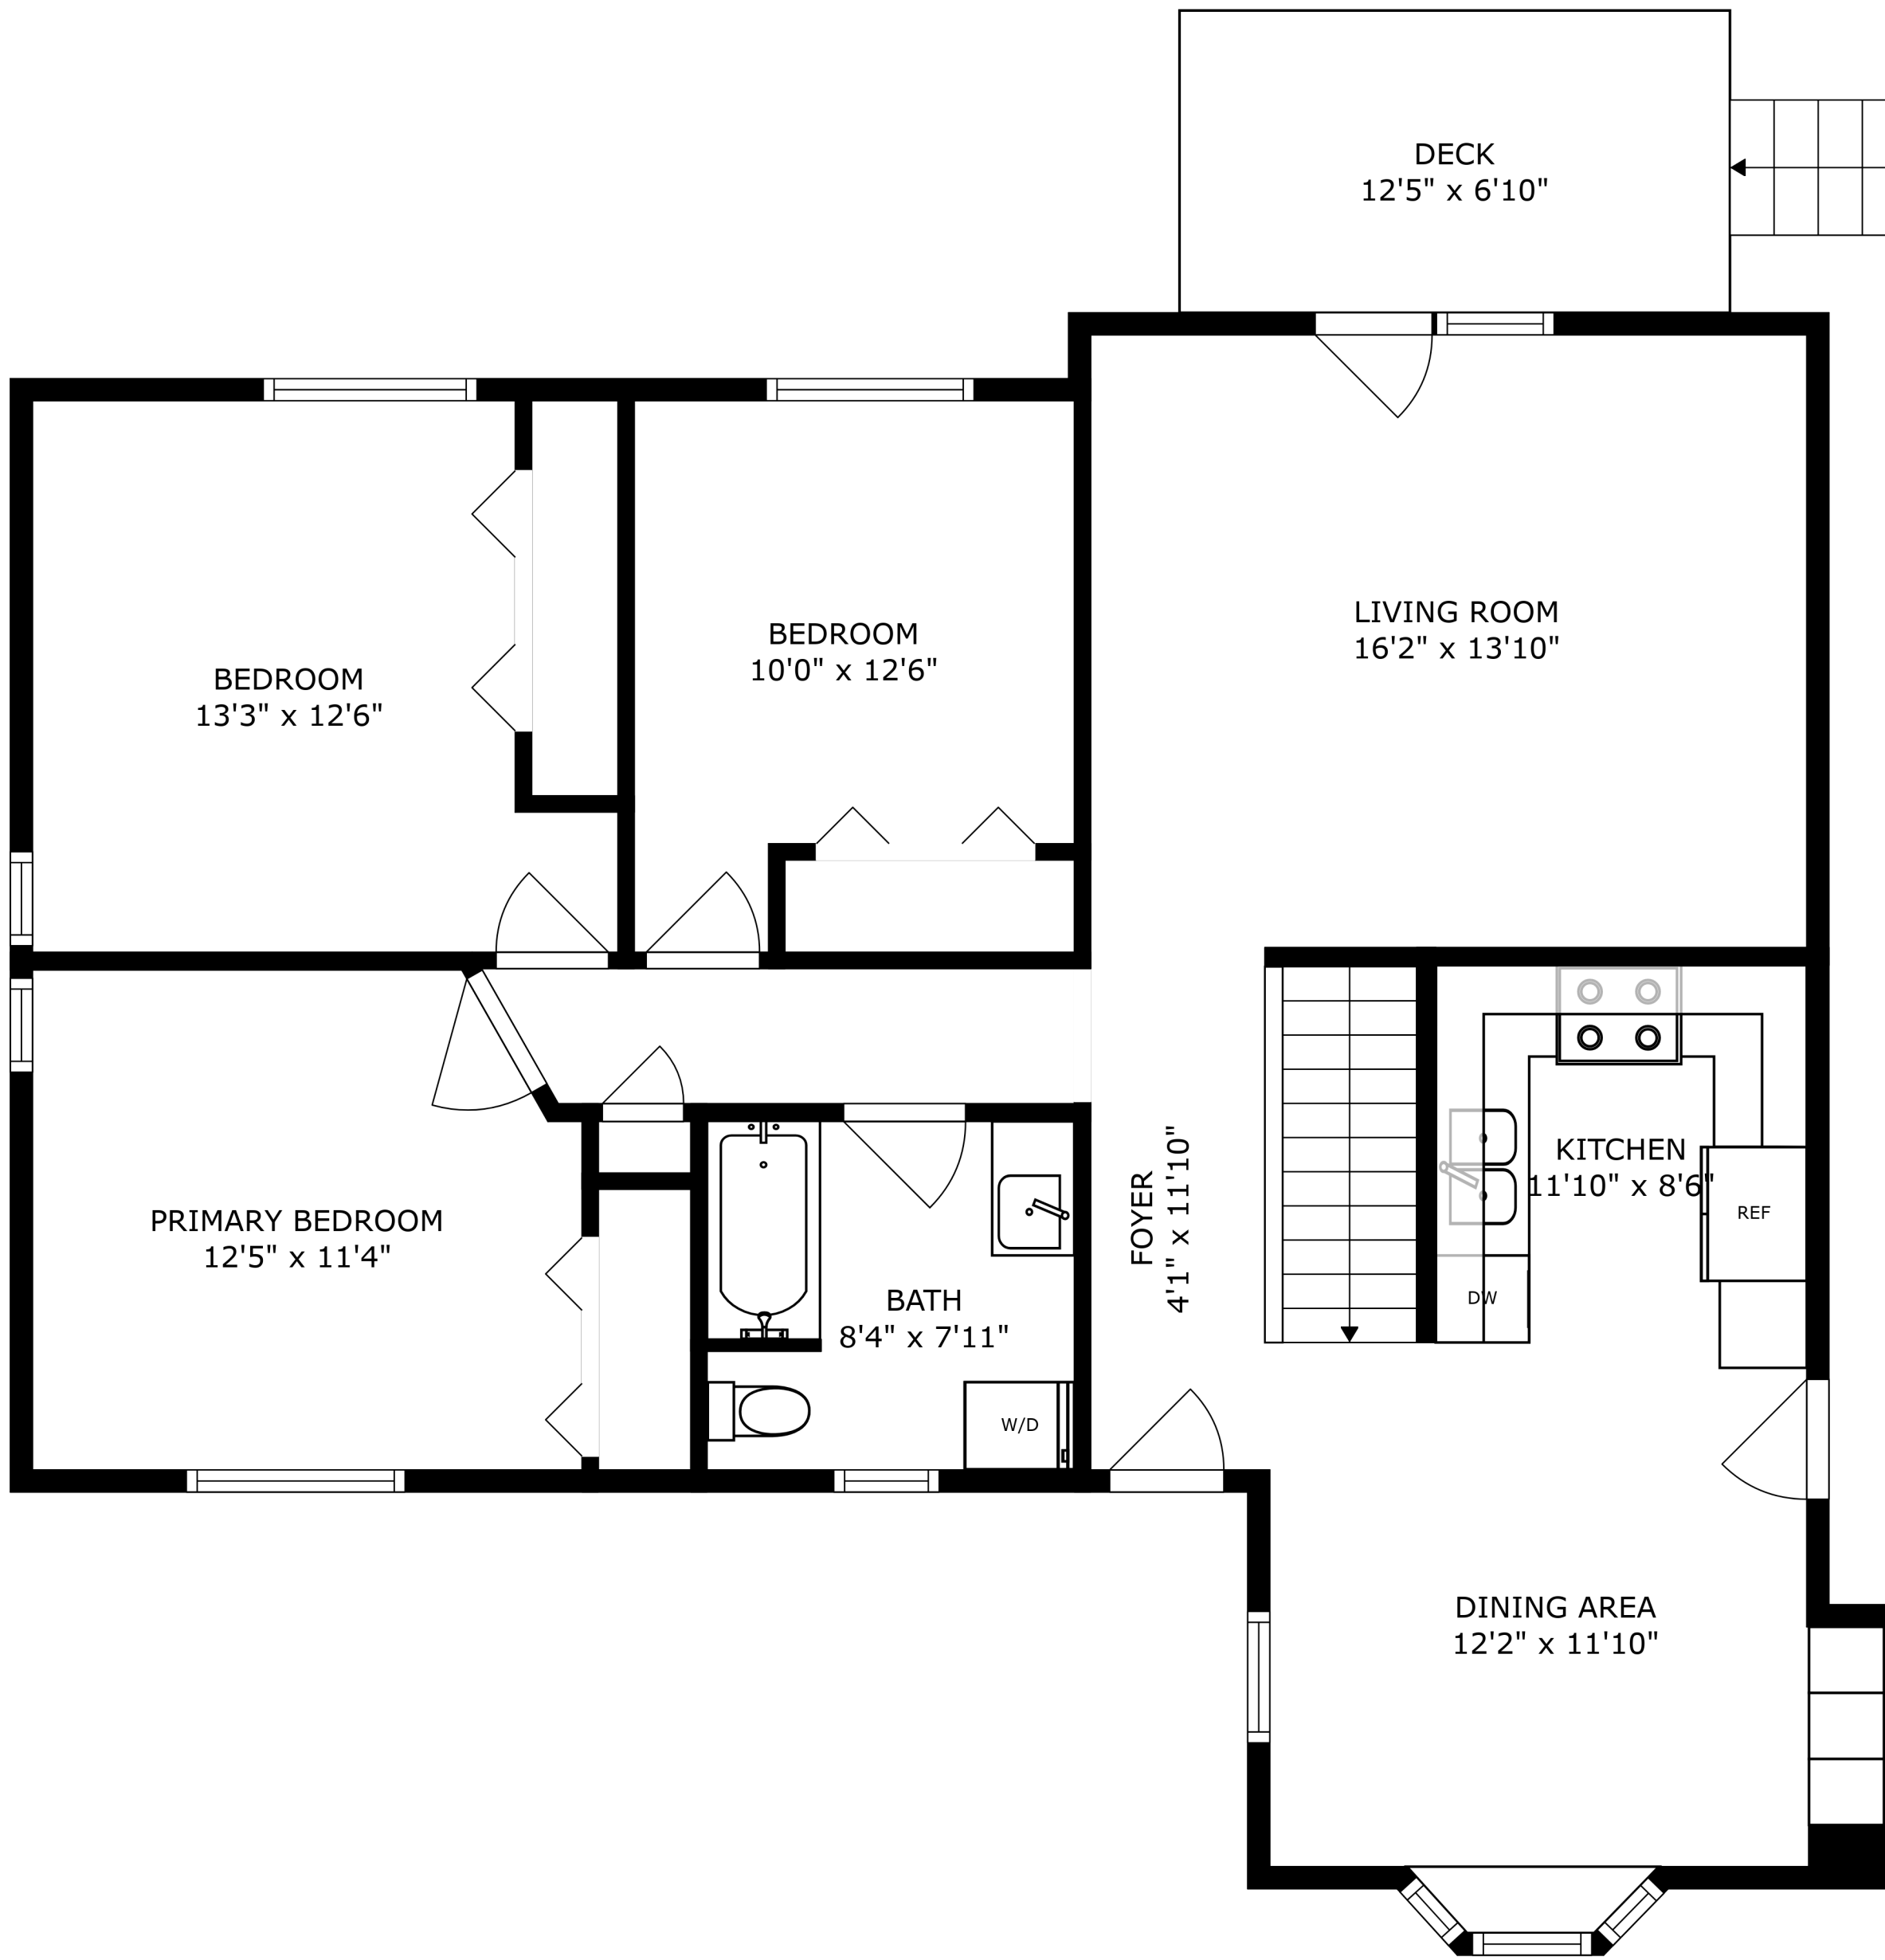 DECK
12'5" x 6'10"
LIVING ROOM
16'2" x 13'10"
BEDROOM
10'0" x 12'6"
BEDROOM
13'3" x 12'6"
KITCHEN
11'10" x 8'6"
REF
DW
FOYER
4'1" x 11'10"
PRIMARY BEDROOM
12'5" x 11'4"
BATH
8'4" x 7'11"
W/D
DINING AREA
12'2" x 11'10"